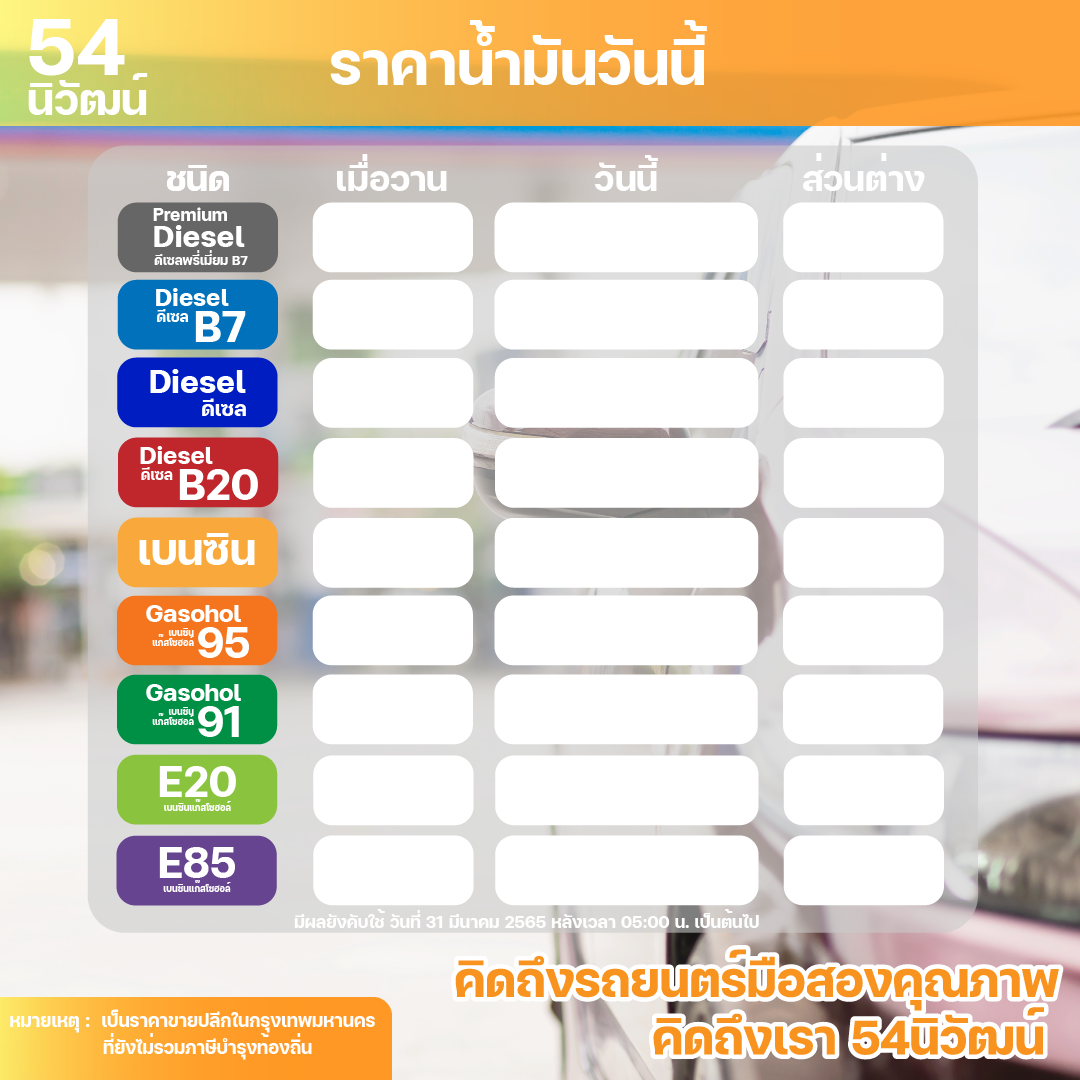 54
นิวัฒน์
ราคาน้ำมันวันนี้
ชนิด เมื่อวาน วันนี้ ส่วนต่าง
Premium
Diesel
ดีเซลพรี่เมี่ยม B7
Diesel
ดีเซล B7
Diesel
ดีเซล
Diesel
ดีเซล B20
เบนซิน
Gasohol
เบนซิน
แก๊สโซฮอล 95
Gasohol
เบนซิน
แก๊สโซฮอล 91
E20
เบนซินแก๊สโซฮอล์
E85
เบนซินแก๊สโซฮอล์
มีผลยังคับใช้ วันที่ 31 มีนาคม 2565 หลังเวลา 05:00 น. เป็นต้นไป
คิดถึงรถยนตร์มือสองคุณภาพ
คิดถึงเรา 54นิวัฒน์
หมายเหตุ : เป็นราคาขายปลีกในกรุงเทพมหานคร
ที่ยังไม่รวมภาษีบำรุงท้องถิ่น